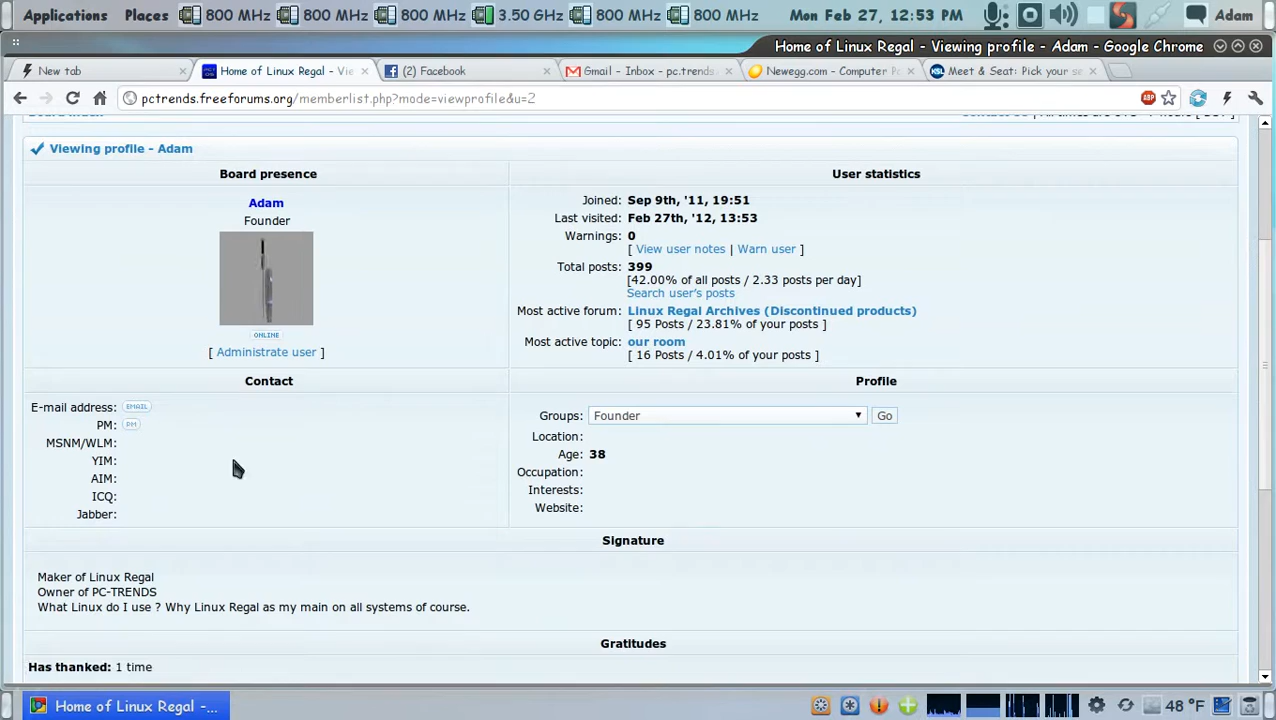 Applications Places 800 MHz 800 MHz 800 MHz 3.50 GHz 800 MHz 800 MHz Mon Feb 27, 12:53 PM Adam
Home of Linux Regal - Viewing profile - Adam - Google Chrome
New tab Home of Linux Regal - Vie (2) Facebook Gmail - Inbox - pc.trends. Newegg.com - Computer Pa Meet & Seat: Pick your se
pctrends.freeforums.org/memberlist.php?mode=viewprofile&u=2 ABP
Viewing profile - Adam
Board presence
Adam
Founder
ONLINE
[ Administrate user ]
User statistics
Joined: Sep 9th, '11, 19:51
Last visited: Feb 27th, '12, 13:53
Warnings: 0
[ View user notes | Warn user ]
Total posts: 399
[42.00% of all posts / 2.33 posts per day]
Search user's posts
Most active forum: Linux Regal Archives (Discontinued products)
[ 95 Posts / 23.81% of your posts ]
Most active topic: our room
[ 16 Posts / 4.01% of your posts ]
Contact
E-mail address: EMAIL
PM: PM
MSNM/WLM:
YIM:
AIM:
ICQ:
Jabber:
Profile
Groups: Founder Go
Location:
Age: 38
Occupation:
Interests:
Website:
Signature
Maker of Linux Regal
Owner of PC-TRENDS
What Linux do I use ? Why Linux Regal as my main on all systems of course.
Gratitudes
Has thanked: 1 time
Home of Linux Regal -... 48 °F